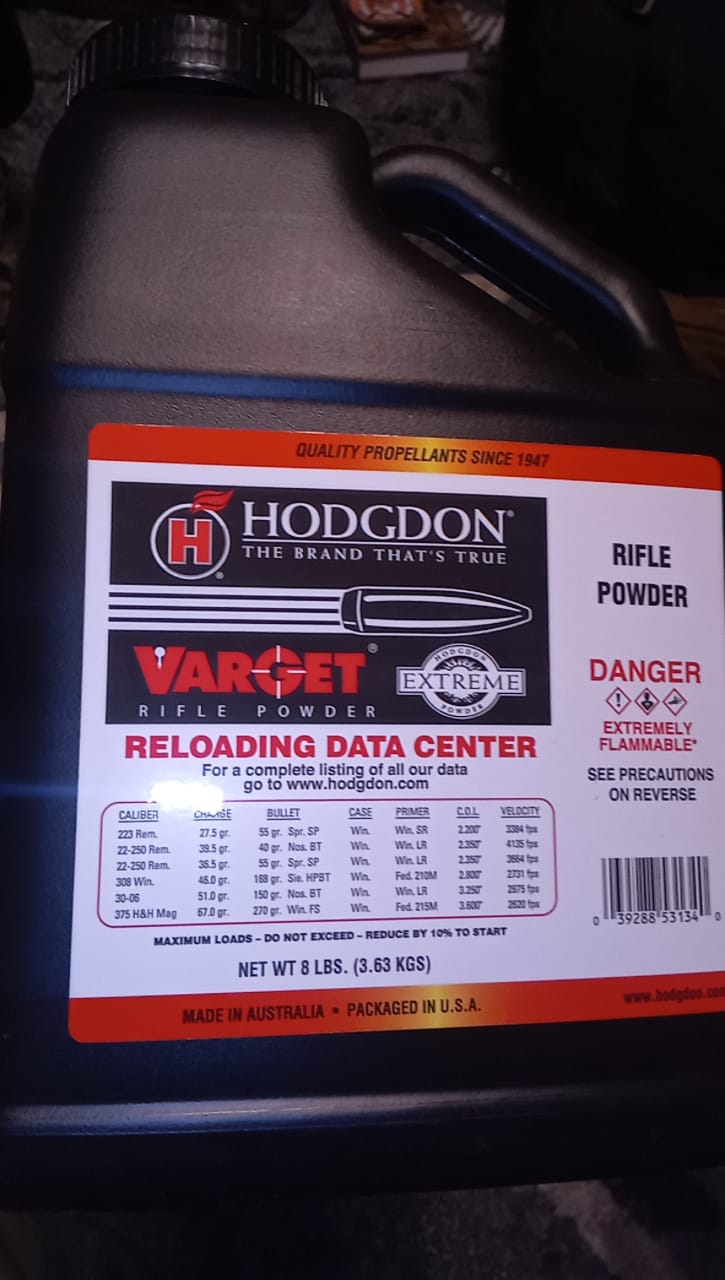 QUALITY PROPELLANTS SINCE 1947
H HODGDON®
THE BRAND THAT'S TRUE
VARGET®
RIFLE POWDER
HODGDON
EXTREME
POWDER
RELOADING DATA CENTER
For a complete listing of all our data
go to www.hodgdon.com
CALIBER CHARGE BULLET CASE PRIMER C.O.L. VELOCITY
223 Rem. 27.5 gr. 55 gr. Spr. SP Win. Win. SR 2.200" 3384 fps
22-250 Rem. 39.5 gr. 40 gr. Nos. BT Win. Win. LR 2.350" 4135 fps
22-250 Rem. 36.5 gr. 55 gr. Spr. SP Win. Win. LR 2.350" 3664 fps
308 Win. 46.0 gr. 168 gr. Sie. HPBT Win. Fed. 210M 2.800" 2731 fps
30-06 51.0 gr. 150 gr. Nos. BT Win. Win. LR 3.250" 2975 fps
375 H&H Mag 67.0 gr. 270 gr. Win. FS Win. Fed. 215M 3.600" 2620 fps
MAXIMUM LOADS – DO NOT EXCEED – REDUCE BY 10% TO START
NET WT 8 LBS. (3.63 KGS)
MADE IN AUSTRALIA • PACKAGED IN U.S.A.
RIFLE
POWDER
DANGER
EXTREMELY
FLAMMABLE*
SEE PRECAUTIONS
ON REVERSE
0 39288 53134 0
www.hodgdon.com